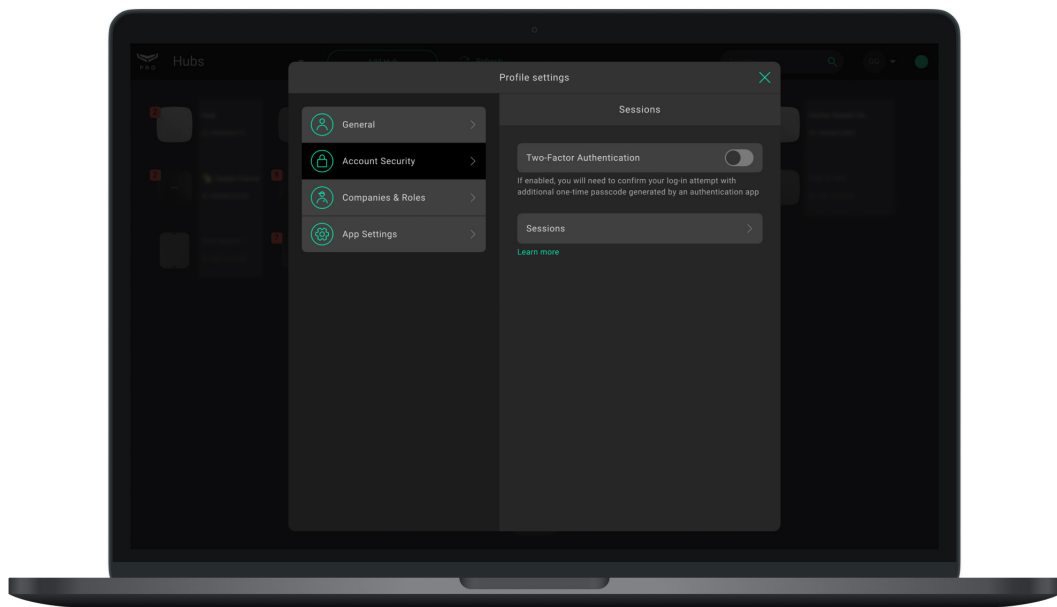 PRO
Hubs
Profile settings
General
Account Security
Companies & Roles
App Settings
Sessions
Two-Factor Authentication
If enabled, you will need to confirm your log-in attempt with
additional one-time passcode generated by an authentication app
Sessions
Learn more